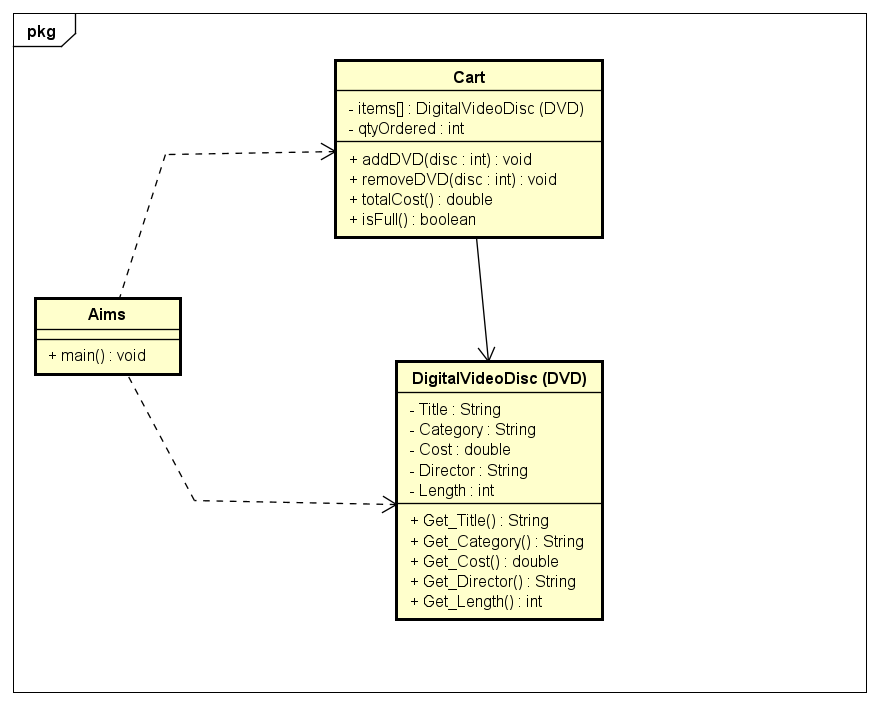 pkg
Cart
- items[] : DigitalVideoDisc (DVD)
- qtyOrdered : int
+ addDVD(disc : int) : void
+ removeDVD(disc : int) : void
+ totalCost() : double
+ isFull() : boolean
Aims
+ main() : void
DigitalVideoDisc (DVD)
- Title : String
- Category : String
- Cost : double
- Director : String
- Length : int
+ Get_Title() : String
+ Get_Category() : String
+ Get_Cost() : double
+ Get_Director() : String
+ Get_Length() : int